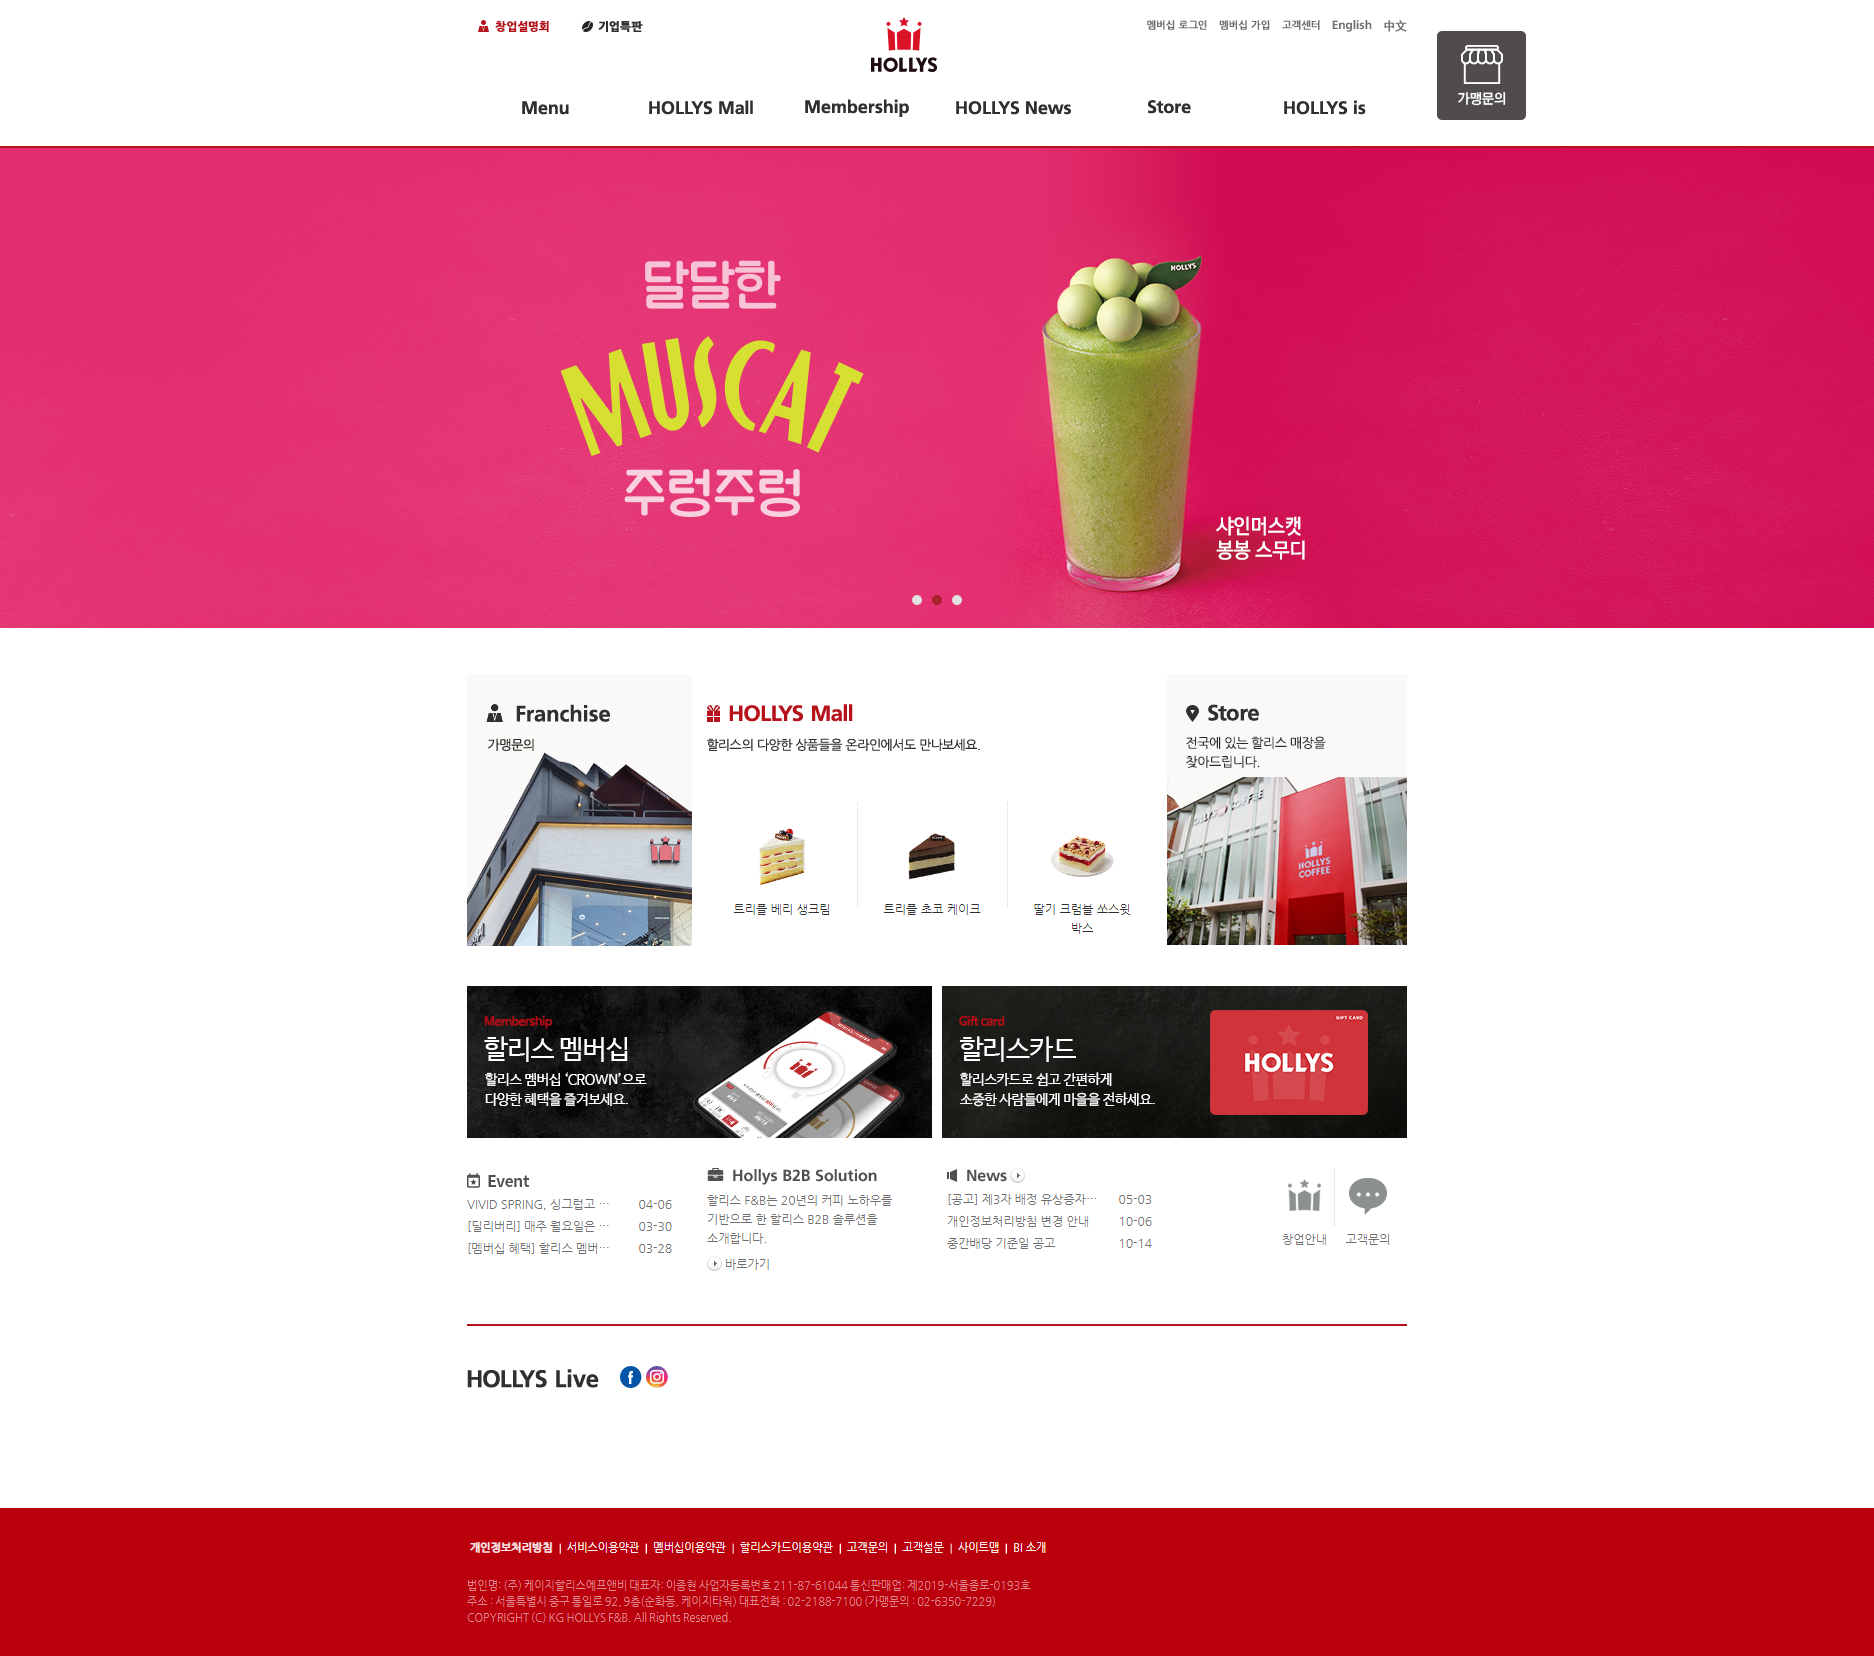 창업설명회
기업특판
HOLLYS
멤버십 로그인
멤버십 가입
고객센터
English
中文
가맹문의
Menu
HOLLYS Mall
Membership
HOLLYS News
Store
HOLLYS is
달달한
MUSCAT
주렁주렁
HOLLYS
샤인머스캣
봉봉 스무디
Franchise
가맹문의
HOLLYS Mall
할리스의 다양한 상품들을 온라인에서도 만나보세요.
트리플 베리 생크림
트리플 초코 케이크
딸기 크럼블 쏘스윗
박스
Store
전국에 있는 할리스 매장을
찾아드립니다.
HOLLYS COFFEE
HOLLYS
COFFEE
Membership
할리스 멤버십
할리스 멤버십 ‘CROWN’으로
다양한 혜택을 즐겨보세요.
Gift card
할리스카드
할리스카드로 쉽고 간편하게
소중한 사람들에게 마음을 전하세요.
GIFT CARD
HOLLYS
Event
VIVID SPRING, 싱그럽고 ··· 04-06
[딜리버리] 매주 월요일은 ··· 03-30
[멤버십 혜택] 할리스 멤버··· 03-28
Hollys B2B Solution
할리스 F&B는 20년의 커피 노하우를
기반으로 한 할리스 B2B 솔루션을
소개합니다.
바로가기
News
[공고] 제3자 배정 유상증자··· 05-03
개인정보처리방침 변경 안내 10-06
중간배당 기준일 공고 10-14
창업안내
고객문의
HOLLYS Live
개인정보처리방침 | 서비스이용약관 | 멤버십이용약관 | 할리스카드이용약관 | 고객문의 | 고객설문 | 사이트맵 | BI 소개
법인명: (주) 케이지할리스에프앤비 대표자: 이종현 사업자등록번호 211-87-61044 통신판매업: 제2019-서울종로-0193호
주소 : 서울특별시 중구 통일로 92, 9층(순화동, 케이지타워) 대표전화 : 02-2188-7100 (가맹문의 : 02-6350-7229)
COPYRIGHT (C) KG HOLLYS F&B. All Rights Reserved.